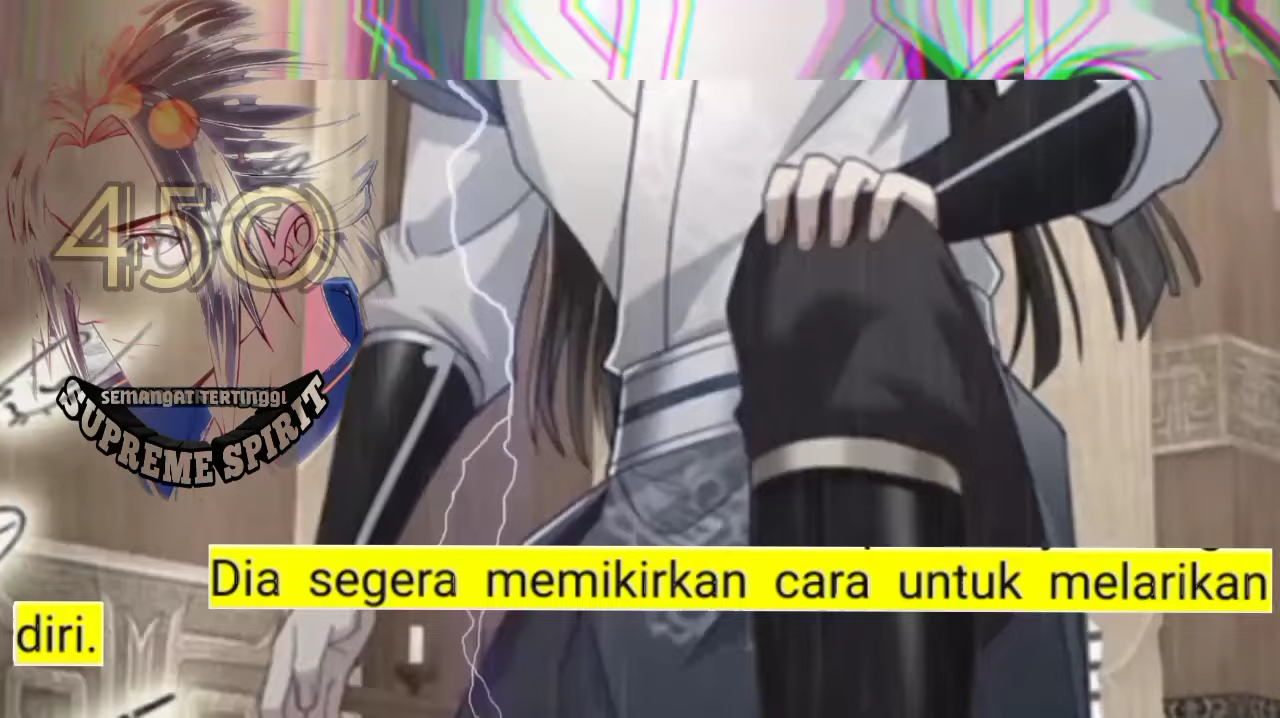 450
SEMANGAT TERTINGGI
SUPREME SPIRIT
Dia segera memikirkan cara untuk melarikan
diri.